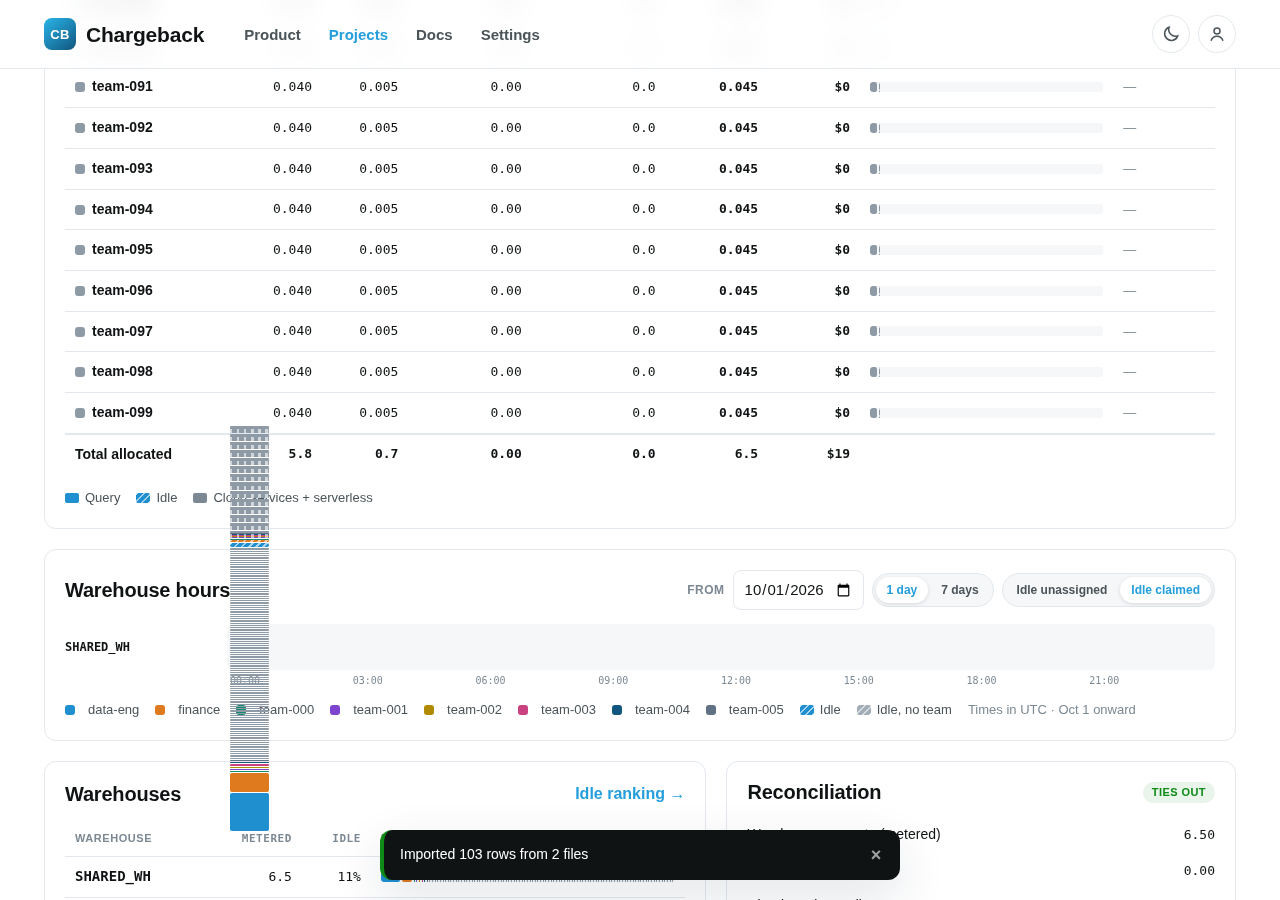 CB Chargeback Product Projects Docs Settings
team-091 0.040 0.005 0.00 0.0 0.045 $0 —
team-092 0.040 0.005 0.00 0.0 0.045 $0 —
team-093 0.040 0.005 0.00 0.0 0.045 $0 —
team-094 0.040 0.005 0.00 0.0 0.045 $0 —
team-095 0.040 0.005 0.00 0.0 0.045 $0 —
team-096 0.040 0.005 0.00 0.0 0.045 $0 —
team-097 0.040 0.005 0.00 0.0 0.045 $0 —
team-098 0.040 0.005 0.00 0.0 0.045 $0 —
team-099 0.040 0.005 0.00 0.0 0.045 $0 —
Total allocated 5.8 0.7 0.00 0.0 6.5 $19
Query Idle Cloud services + serverless
Warehouse hours FROM 10/01/2026 1 day 7 days Idle unassigned Idle claimed
SHARED_WH
00:00 03:00 06:00 09:00 12:00 15:00 18:00 21:00
data-eng finance team-000 team-001 team-002 team-003 team-004 team-005 Idle Idle, no team Times in UTC · Oct 1 onward
Warehouses Idle ranking →
WAREHOUSE METERED IDLE
SHARED_WH 6.5 11%
Reconciliation TIES OUT
(metered) 6.50
0.00
Imported 103 rows from 2 files ×